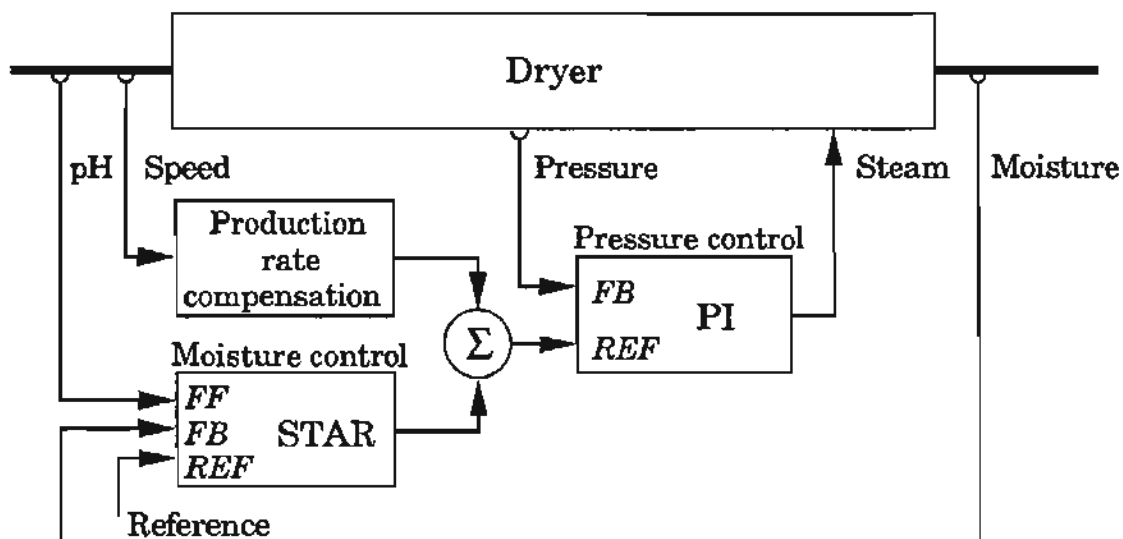 Dryer
pH
Speed
Pressure
Steam
Moisture
Production
rate
compensation
Pressure control
FB
PI
REF
Σ
Moisture control
FF
FB
STAR
REF
Reference